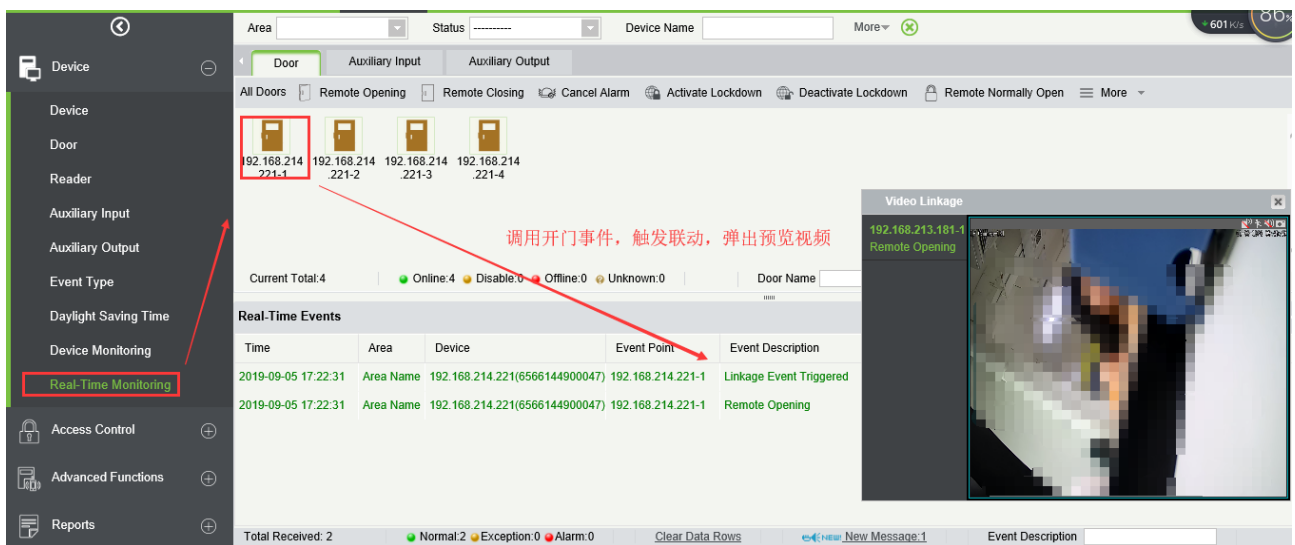 Area
Status ----------
Device Name
More
601 K/s
86%
Device
Door
Auxiliary Input
Auxiliary Output
All Doors
Remote Opening
Remote Closing
Cancel Alarm
Activate Lockdown
Deactivate Lockdown
Remote Normally Open
More
Device
Door
Reader
Auxiliary Input
Auxiliary Output
Event Type
Daylight Saving Time
Device Monitoring
Real-Time Monitoring
Access Control
Advanced Functions
Reports
192.168.214
.221-1
192.168.214
.221-2
192.168.214
.221-3
192.168.214
.221-4
调用开门事件，触发联动，弹出预览视频
Video Linkage
192.168.213.181-1
Remote Opening
Current Total:4
Online:4
Disable:0
Offline:0
Unknown:0
Door Name
Real-Time Events
Time Area Device Event Point Event Description
2019-09-05 17:22:31 Area Name 192.168.214.221(6566144900047) 192.168.214.221-1 Linkage Event Triggered
2019-09-05 17:22:31 Area Name 192.168.214.221(6566144900047) 192.168.214.221-1 Remote Opening
Total Received: 2
Normal:2
Exception:0
Alarm:0
Clear Data Rows
NEW!
New Message:1
Event Description